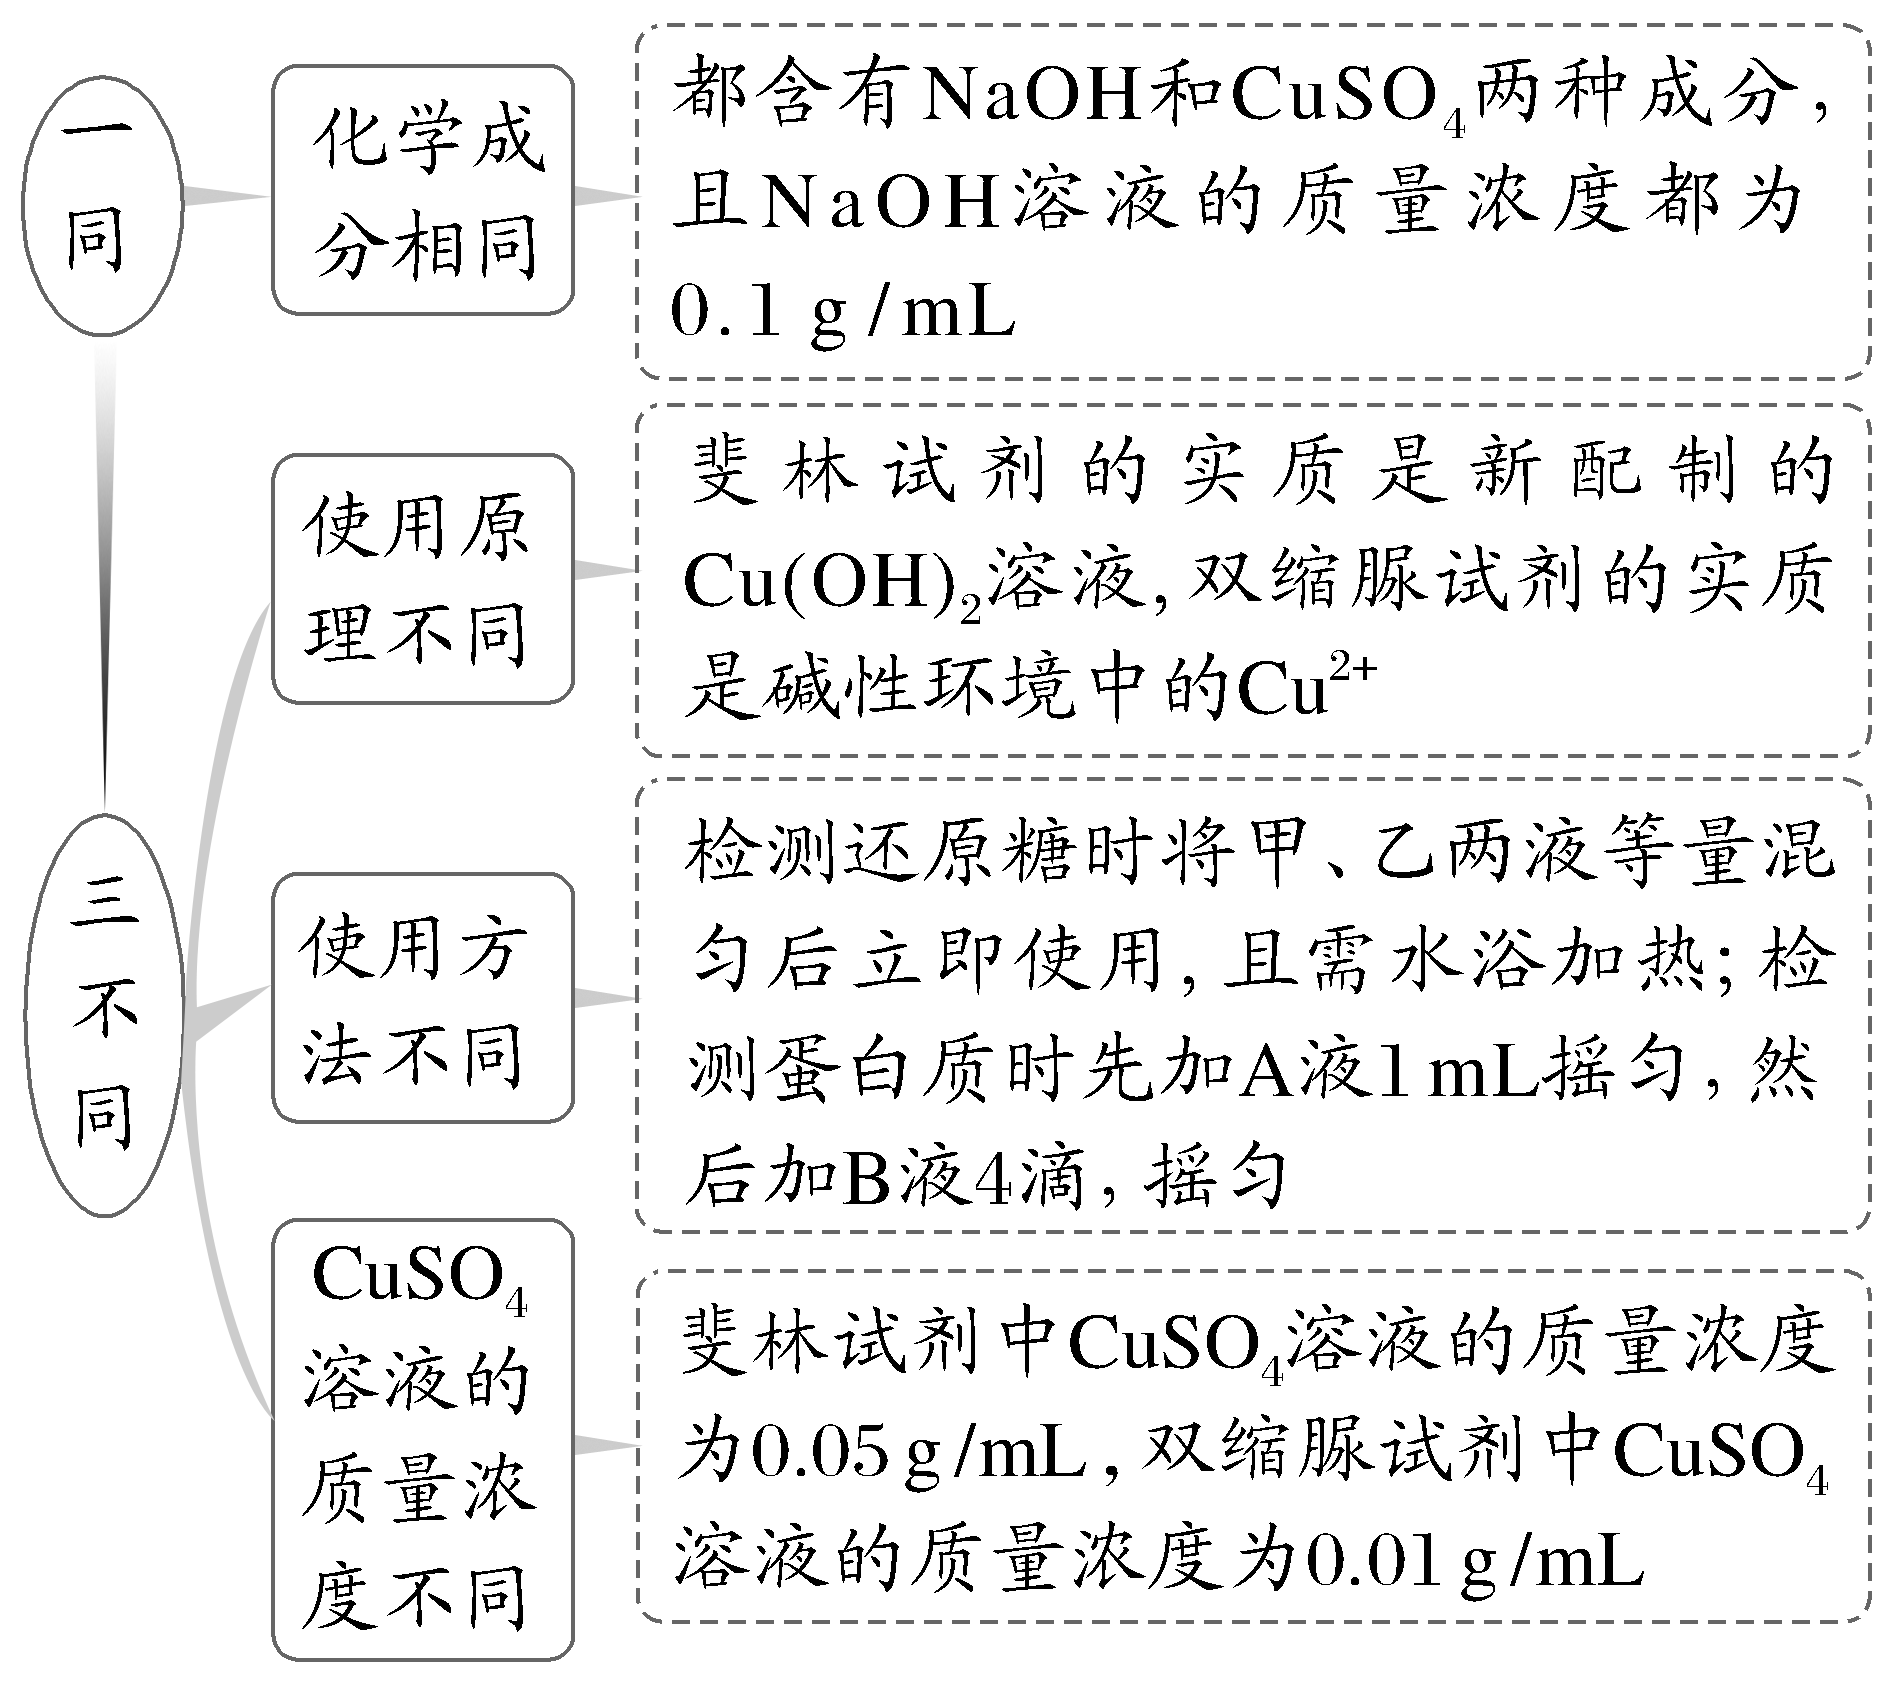 一同
化学成
分相同
都含有NaOH和CuSO₄两种成分,
且NaOH溶液的质量浓度都为
0.1 g/mL
三不同
使用原
理不同
斐林试剂的实质是新配制的
Cu(OH)₂溶液,双缩脲试剂的实质
是碱性环境中的Cu²⁺
使用方
法不同
检测还原糖时将甲、乙两液等量混
匀后立即使用,且需水浴加热;检
测蛋白质时先加A液1 mL摇匀,然
后加B液4滴,摇匀
CuSO₄
溶液的
质量浓
度不同
斐林试剂中CuSO₄溶液的质量浓度
为0.05 g/mL,双缩脲试剂中CuSO₄
溶液的质量浓度为0.01 g/mL